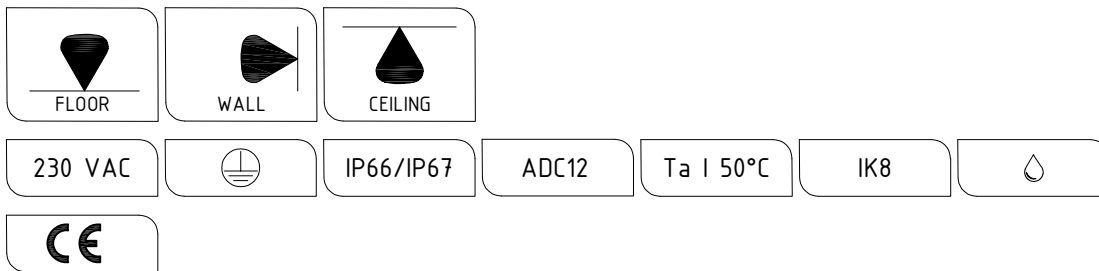 FLOOR WALL CEILING
230 VAC IP66/IP67 ADC12 Ta | 50°C IK8
CE